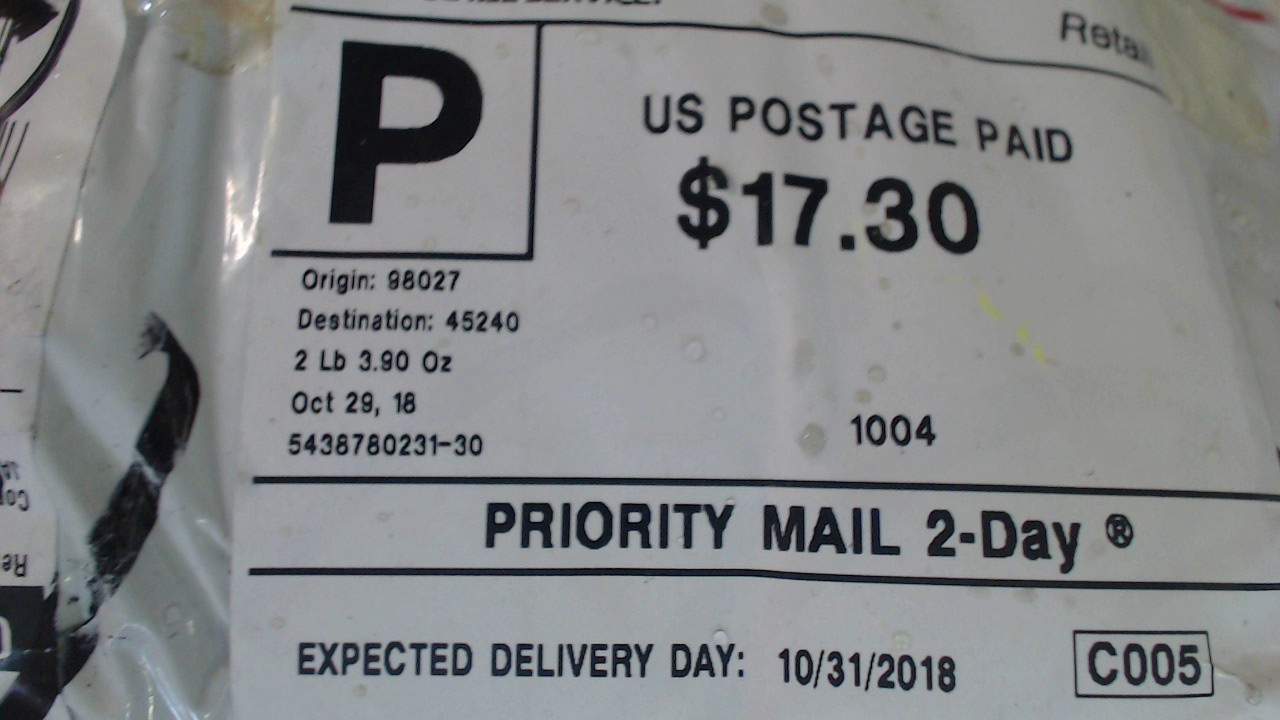 Retail
P
US POSTAGE PAID
$17.30
Origin: 98027
Destination: 45240
2 Lb 3.90 Oz
Oct 29, 18
5438780231-30
1004
PRIORITY MAIL 2-Day ®
EXPECTED DELIVERY DAY: 10/31/2018
C005